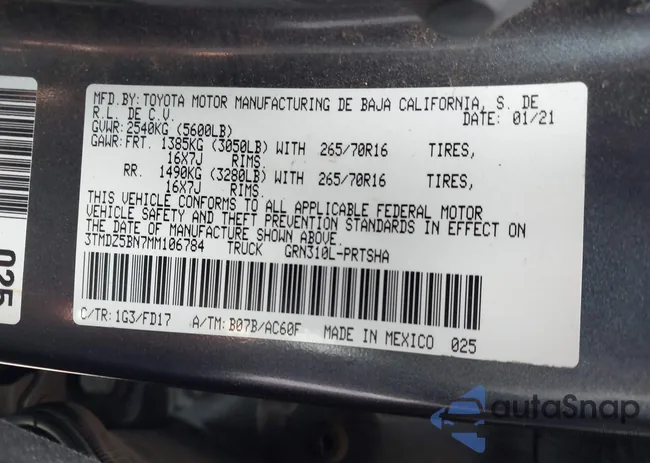 MFD.BY: TOYOTA MOTOR MANUFACTURING DE BAJA CALIFORNIA, S. DE
R.L. DE C.V. DATE: 01/21
GVWR: 2540KG (5600LB)
GAWR: FRT. 1385KG (3050LB) WITH 265/70R16 TIRES,
16X7J RIMS.
RR. 1490KG (3280LB) WITH 265/70R16 TIRES,
16X7J RIMS.
THIS VEHICLE CONFORMS TO ALL APPLICABLE FEDERAL MOTOR
VEHICLE SAFETY AND THEFT PREVENTION STANDARDS IN EFFECT ON
THE DATE OF MANUFACTURE SHOWN ABOVE.
3TMDZ5BN7MM106784 TRUCK GRN310L-PRTSHA
C/TR: 1G3/FD17 A/TM: B07B/AC60F MADE IN MEXICO 025
025
autoSnap